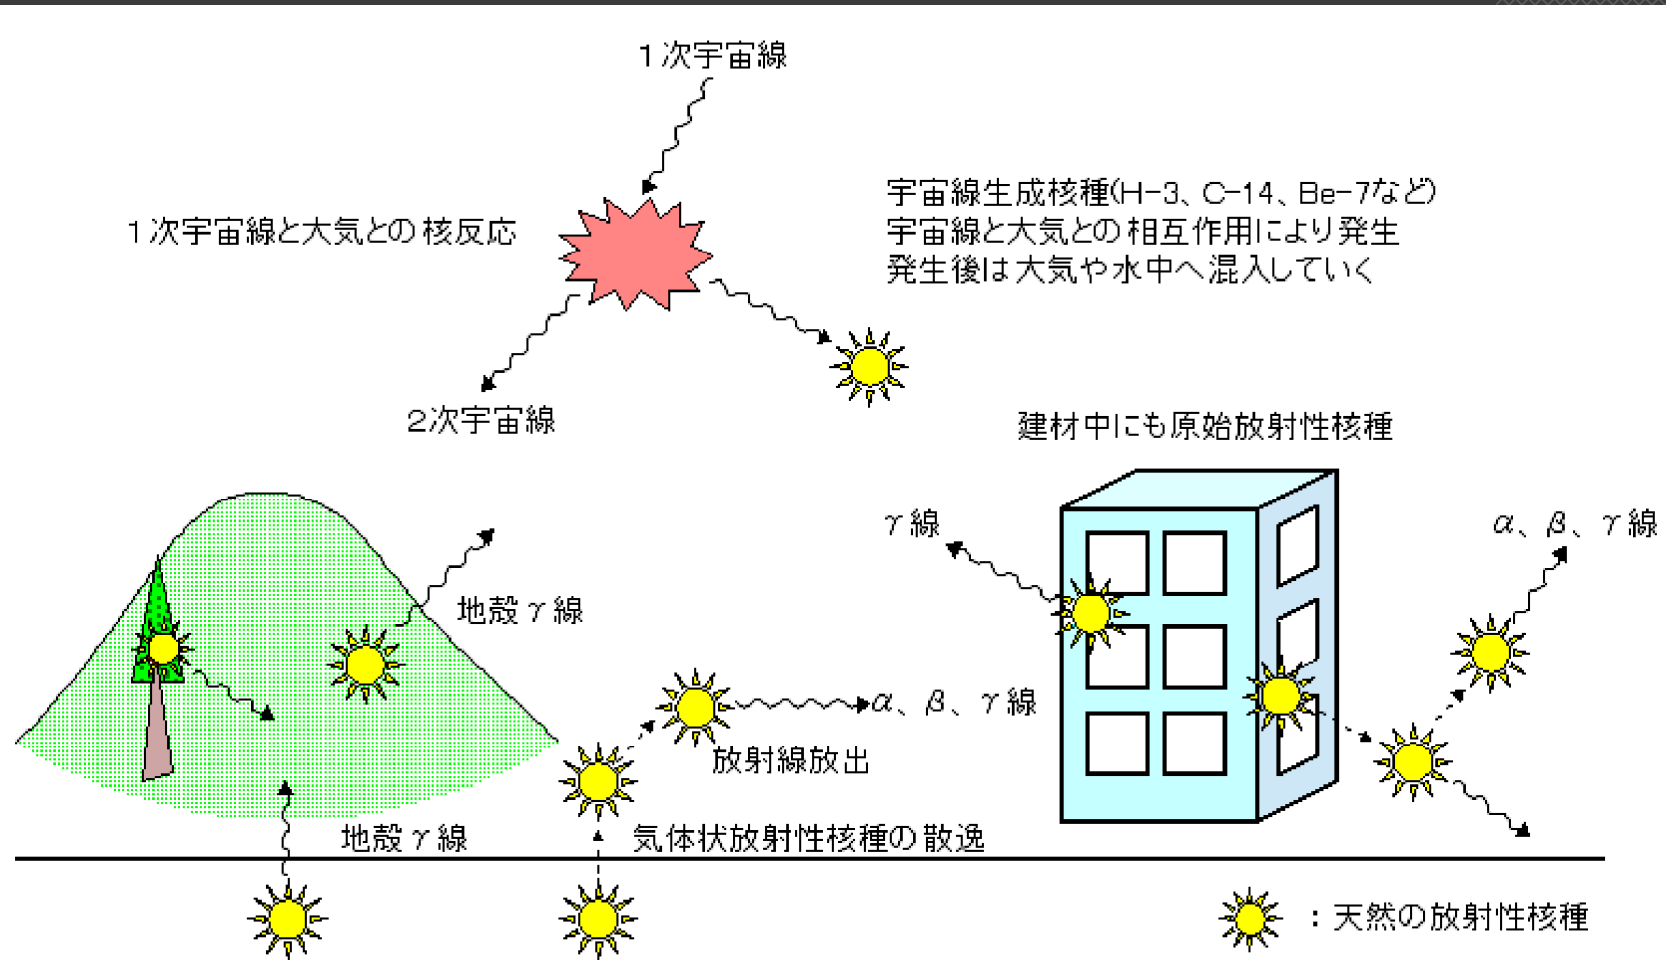 1次宇宙線
宇宙線生成核種(H-3、C-14、Be-7など)
1次宇宙線と大気との核反応
宇宙線と大気との相互作用により発生
発生後は大気や水中へ混入していく
2次宇宙線
建材中にも原始放射性核種
γ線
α、β、γ線
地殻γ線
α、β、γ線
放射線放出
地殻γ線
気体状放射性核種の散逸
：天然の放射性核種